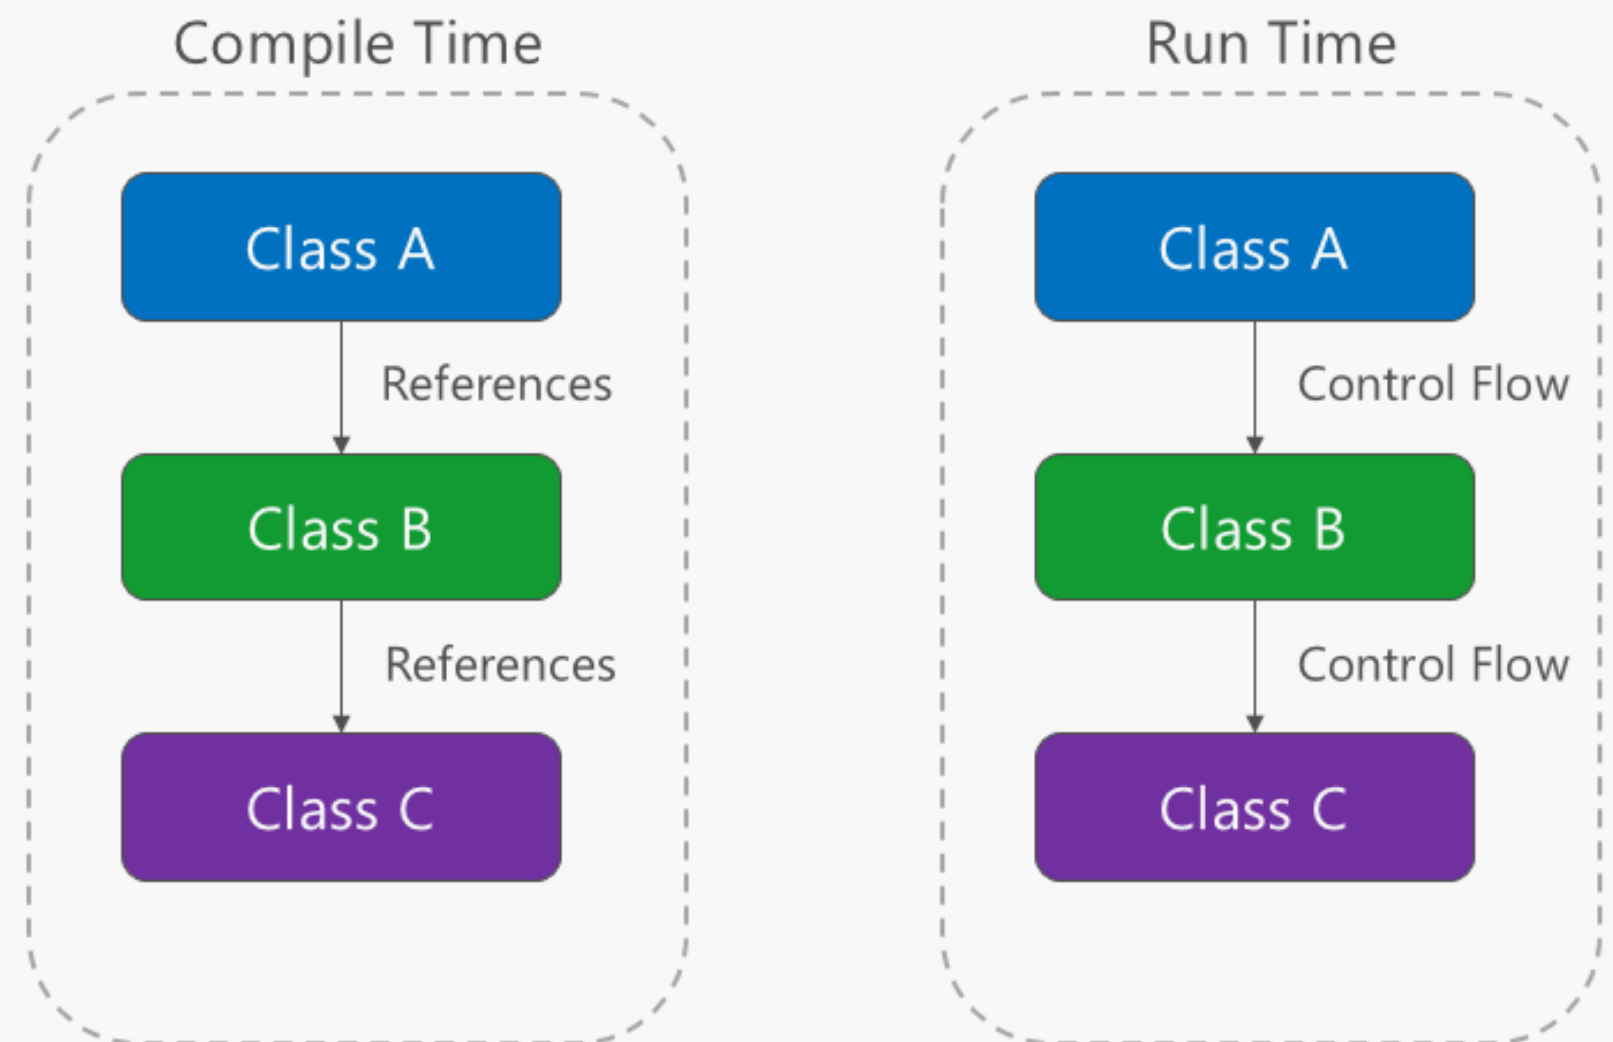 Compile Time
Class A
References
Class B
References
Class C
Run Time
Class A
Control Flow
Class B
Control Flow
Class C